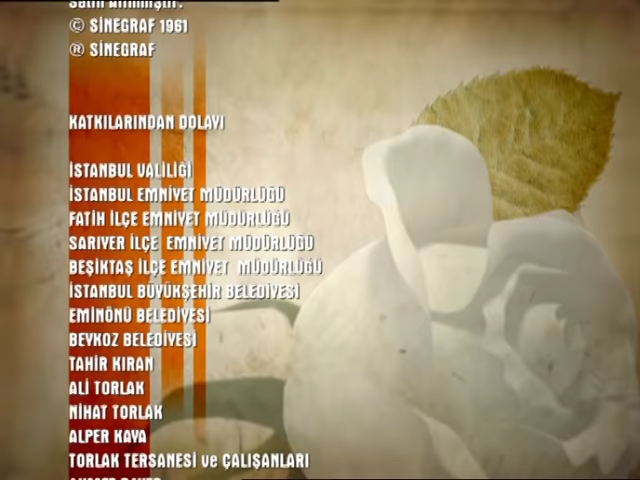 © SİNEGRAF 1961
® SİNEGRAF
KATKILARINDAN DOLAYI
İSTANBUL VALİLİĞİ
İSTANBUL EMNİYET MÜDÜRLÜĞÜ
FATİH İLÇE EMNİYET MÜDÜRLÜĞÜ
SARIYER İLÇE EMNİYET MÜDÜRLÜĞÜ
BEŞİKTAŞ İLÇE EMNİYET MÜDÜRLÜĞÜ
İSTANBUL BÜYÜKŞEHİR BELEDİYESİ
EMİNÖNÜ BELEDİYESİ
BEYKOZ BELEDİYESİ
TAHİR KIRAN
ALİ TORLAK
NİHAT TORLAK
ALPER KAYA
TORLAK TERSANESİ ve ÇALIŞANLARI